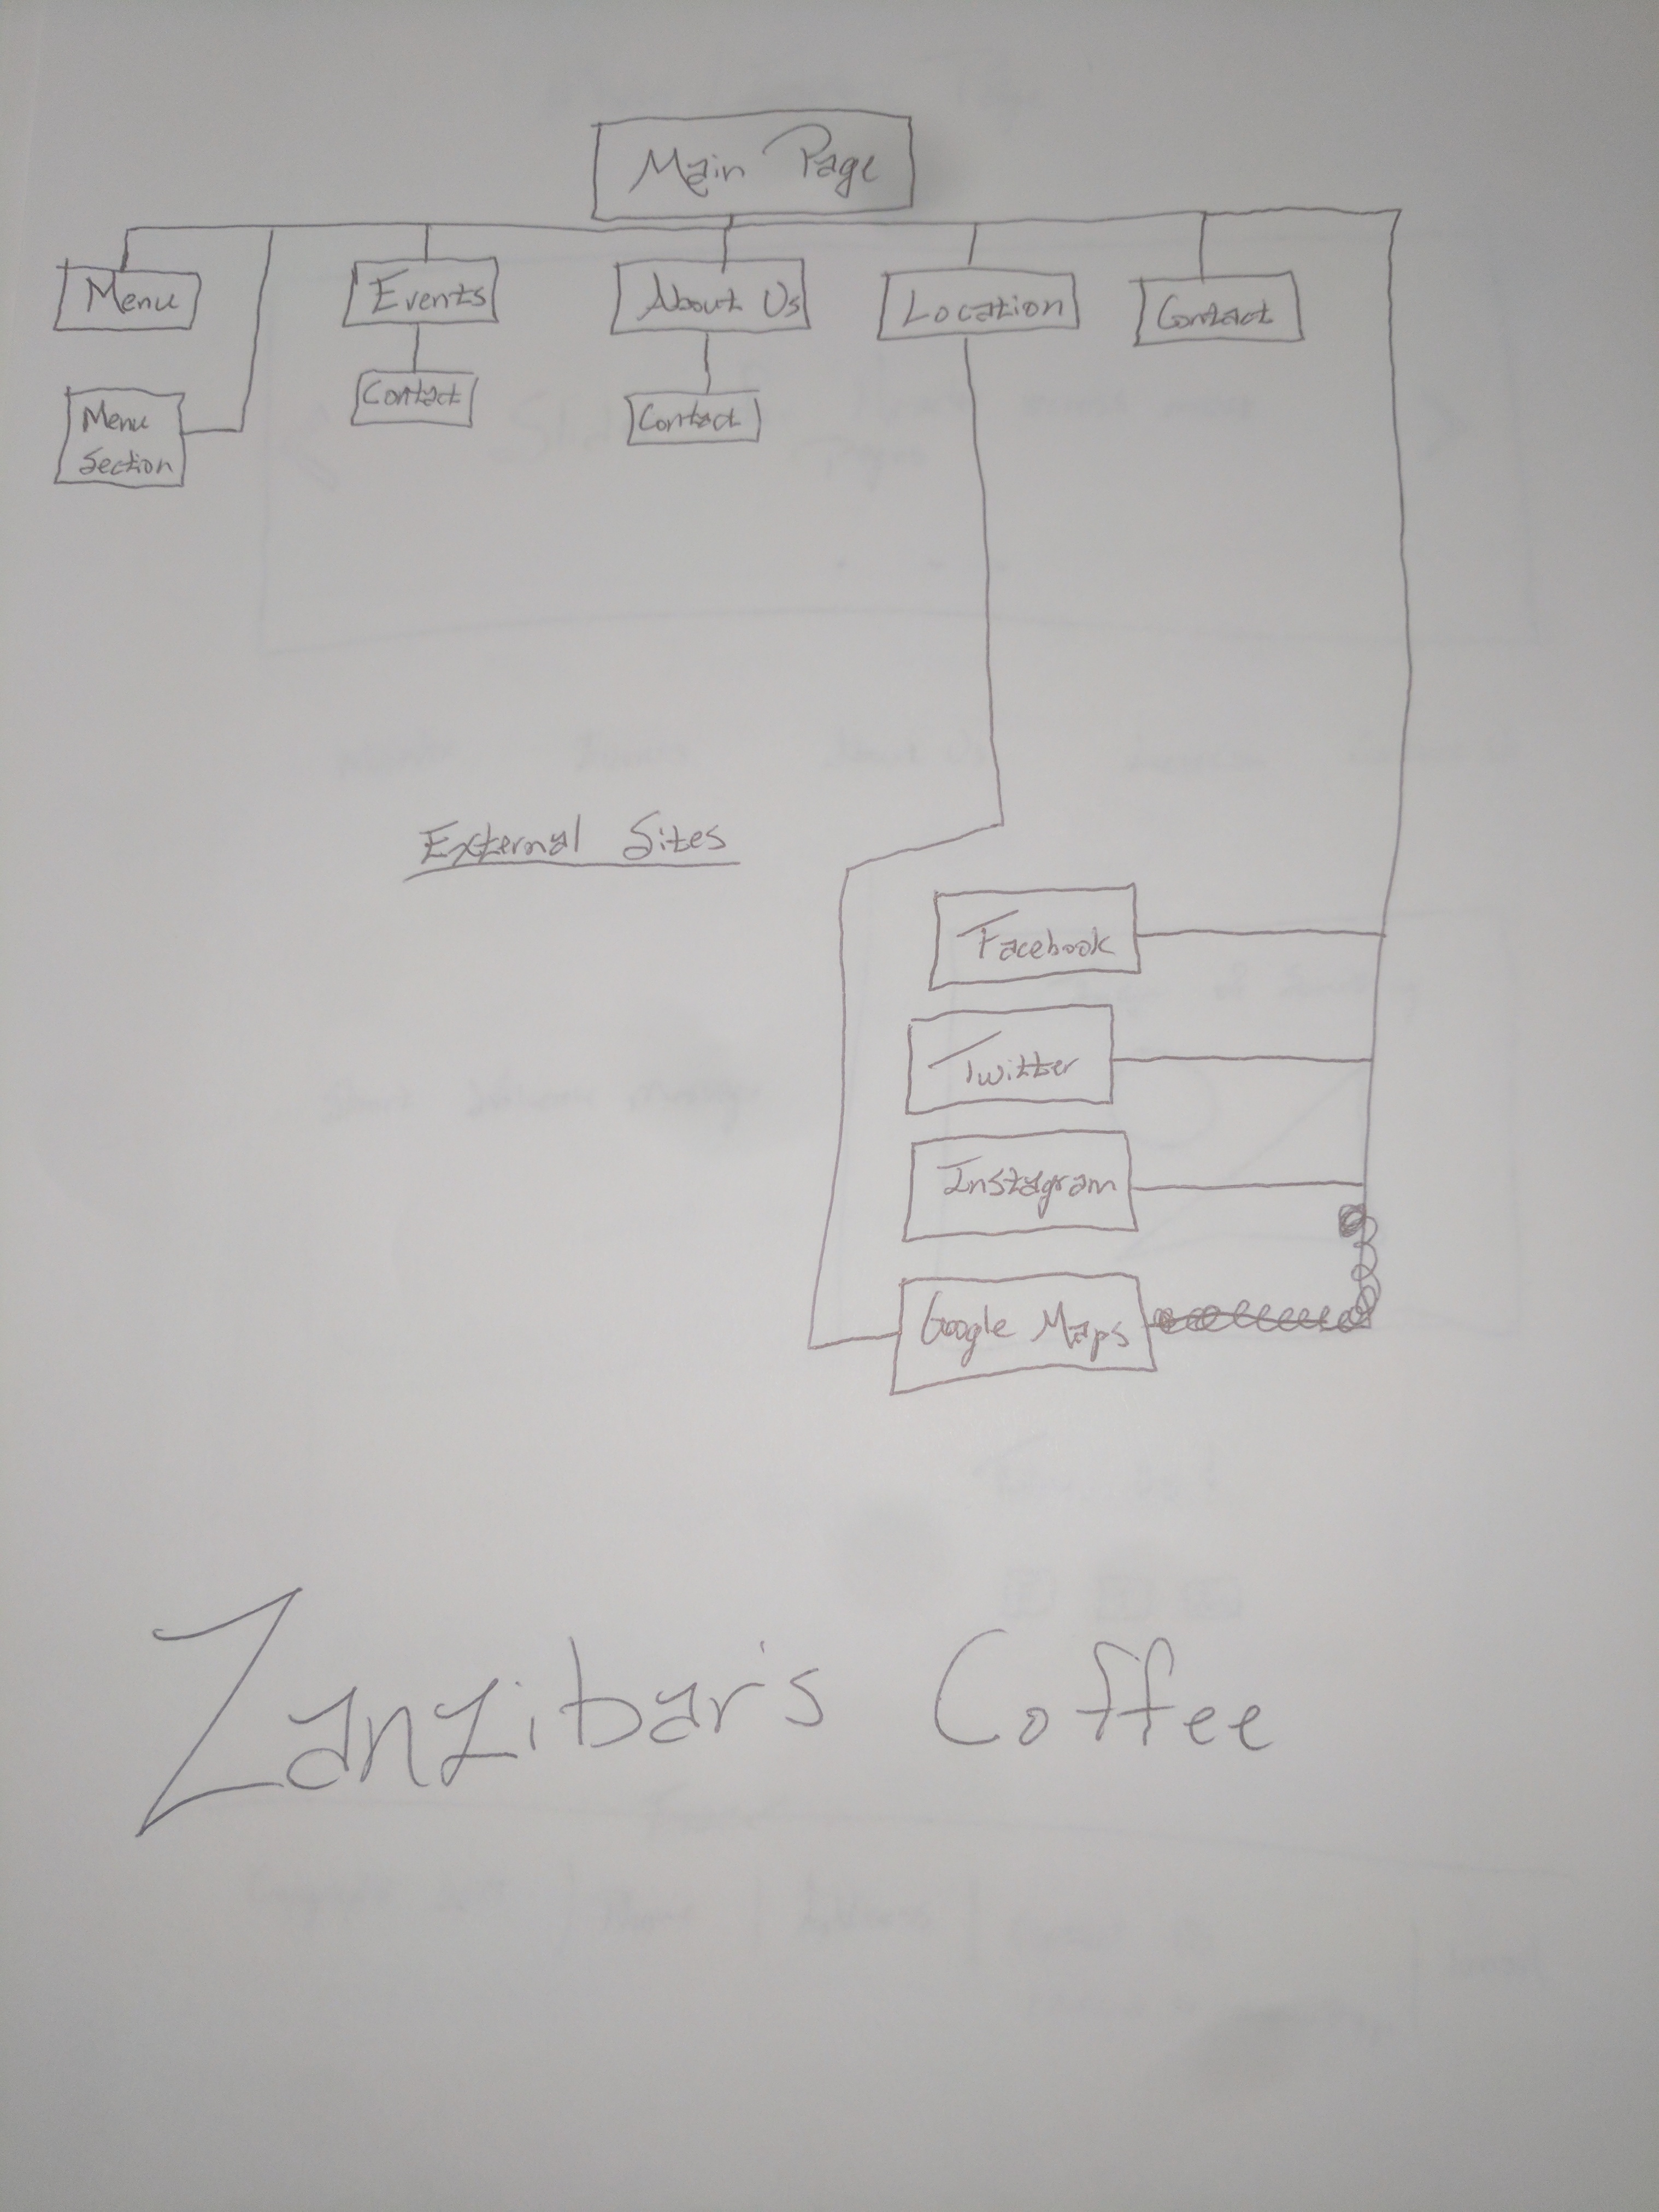 Main Page
Menu
Events
About Us
Location
Contact
Menu
Section
Contact
Contact
External Sites
Facebook
Twitter
Instagram
Google Maps
Zanzibar's Coffee